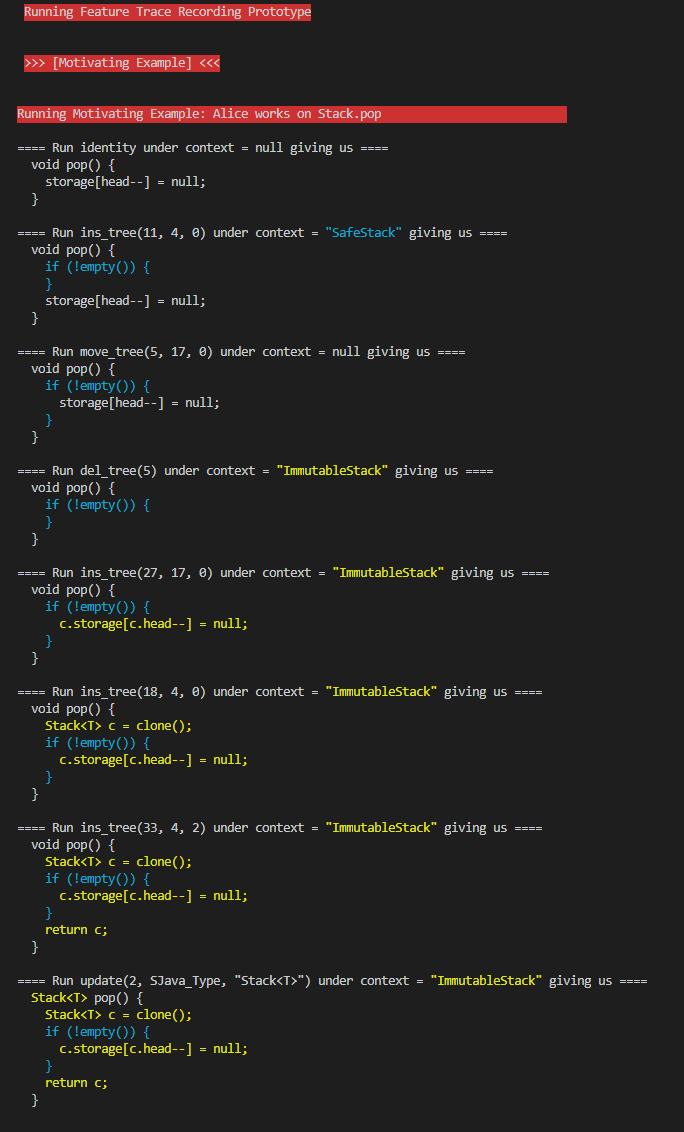 Running Feature Trace Recording Prototype
>>> [Motivating Example] <<<
Running Motivating Example: Alice works on Stack.pop
==== Run identity under context = null giving us ====
void pop() {
storage[head--] = null;
}
==== Run ins_tree(11, 4, 0) under context = "SafeStack" giving us ====
void pop() {
if (!empty()) {
}
storage[head--] = null;
}
==== Run move_tree(5, 17, 0) under context = null giving us ====
void pop() {
if (!empty()) {
storage[head--] = null;
}
}
==== Run del_tree(5) under context = "ImmutableStack" giving us ====
void pop() {
if (!empty()) {
}
}
==== Run ins_tree(27, 17, 0) under context = "ImmutableStack" giving us ====
void pop() {
if (!empty()) {
c.storage[c.head--] = null;
}
}
==== Run ins_tree(18, 4, 0) under context = "ImmutableStack" giving us ====
void pop() {
Stack<T> c = clone();
if (!empty()) {
c.storage[c.head--] = null;
}
}
==== Run ins_tree(33, 4, 2) under context = "ImmutableStack" giving us ====
void pop() {
Stack<T> c = clone();
if (!empty()) {
c.storage[c.head--] = null;
}
return c;
}
==== Run update(2, SJava_Type, "Stack<T>") under context = "ImmutableStack" giving us ====
Stack<T> pop() {
Stack<T> c = clone();
if (!empty()) {
c.storage[c.head--] = null;
}
return c;
}